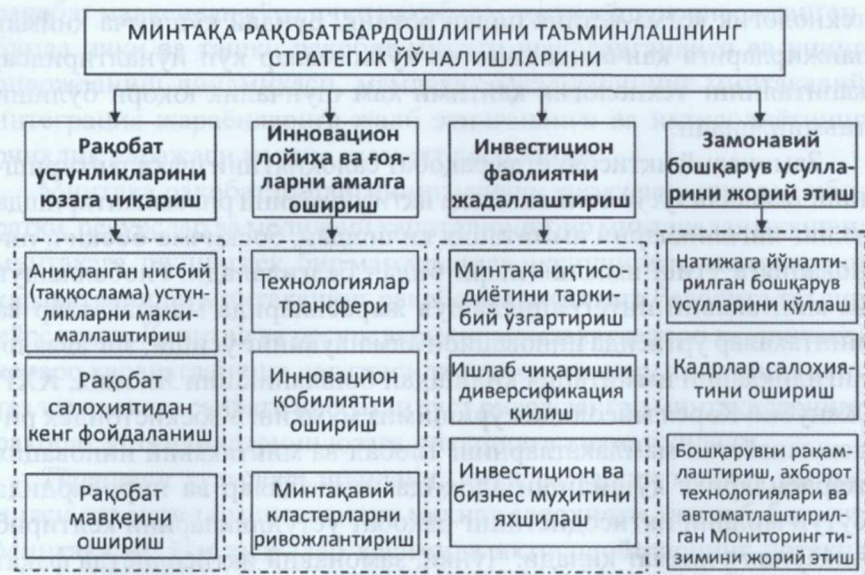 МИНТАҚА РАҚОБАТБАРДОШЛИГИНИ ТАЪМИНЛАШНИНГ
СТРАТЕГИК ЙЎНАЛИШЛАРИНИ
Рақобат
устунликларини
юзага чиқариш
Инновацион
лойиҳа ва ғоя-
ларни амалга
ошириш
Инвестицион
фаолиятни
жадаллаштириш
Замонавий
бошқарув усулла-
рини жорий этиш
Аниқланган нисбий
(таққослама) усту-
ликларни макси-
маллаштириш
Рақобат
салоҳиятидан
кенг фойдаланиш
Рақобат
мавқеини
ошириш
Технологиялар
трансфери
Инновацион
қобилиятни
ошириш
Минтақавий
кластерларни
ривожлантириш
Минтақа иқтисо-
диётини тарки-
бий ўзгартириш
Ишлаб чиқаришни
диверсификация
қилиш
Инвестицион ва
бизнес муҳитини
яхшилаш
Натижага йўналти-
рилган бошқарув
усулларини қўллаш
Кадрлар салоҳия-
тини ошириш
Бошқарувни рақам-
лаштириш, ахборот
технологиялари ва
автоматлаштирил-
ган Мониторинг ти-
зимини жорий этиш